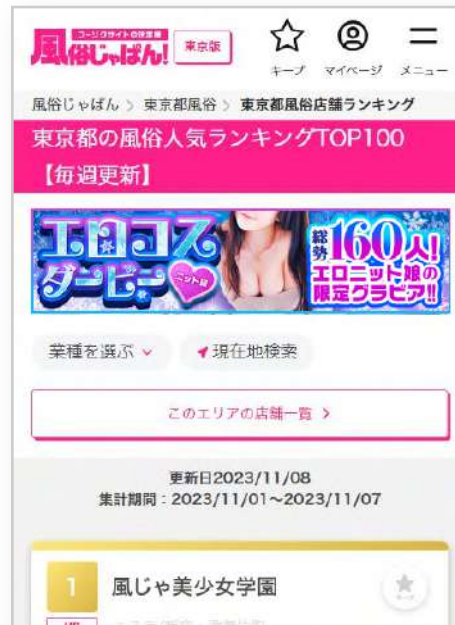 風俗じゃぱん!
東京版
キープ
マイページ
メニュー
風俗じゃぱん > 東京都風俗 > 東京都風俗店舗ランキング
東京都の風俗人気ランキングTOP100
【毎週更新】
エロコス
ダービー
ニット編
総勢160人!
エロニット娘の
限定グラビア!!
業種を選ぶ
現在地検索
このエリアの店舗一覧 >
更新日2023/11/08
集計期間:2023/11/01~2023/11/07
1
風じゃ美少女学園